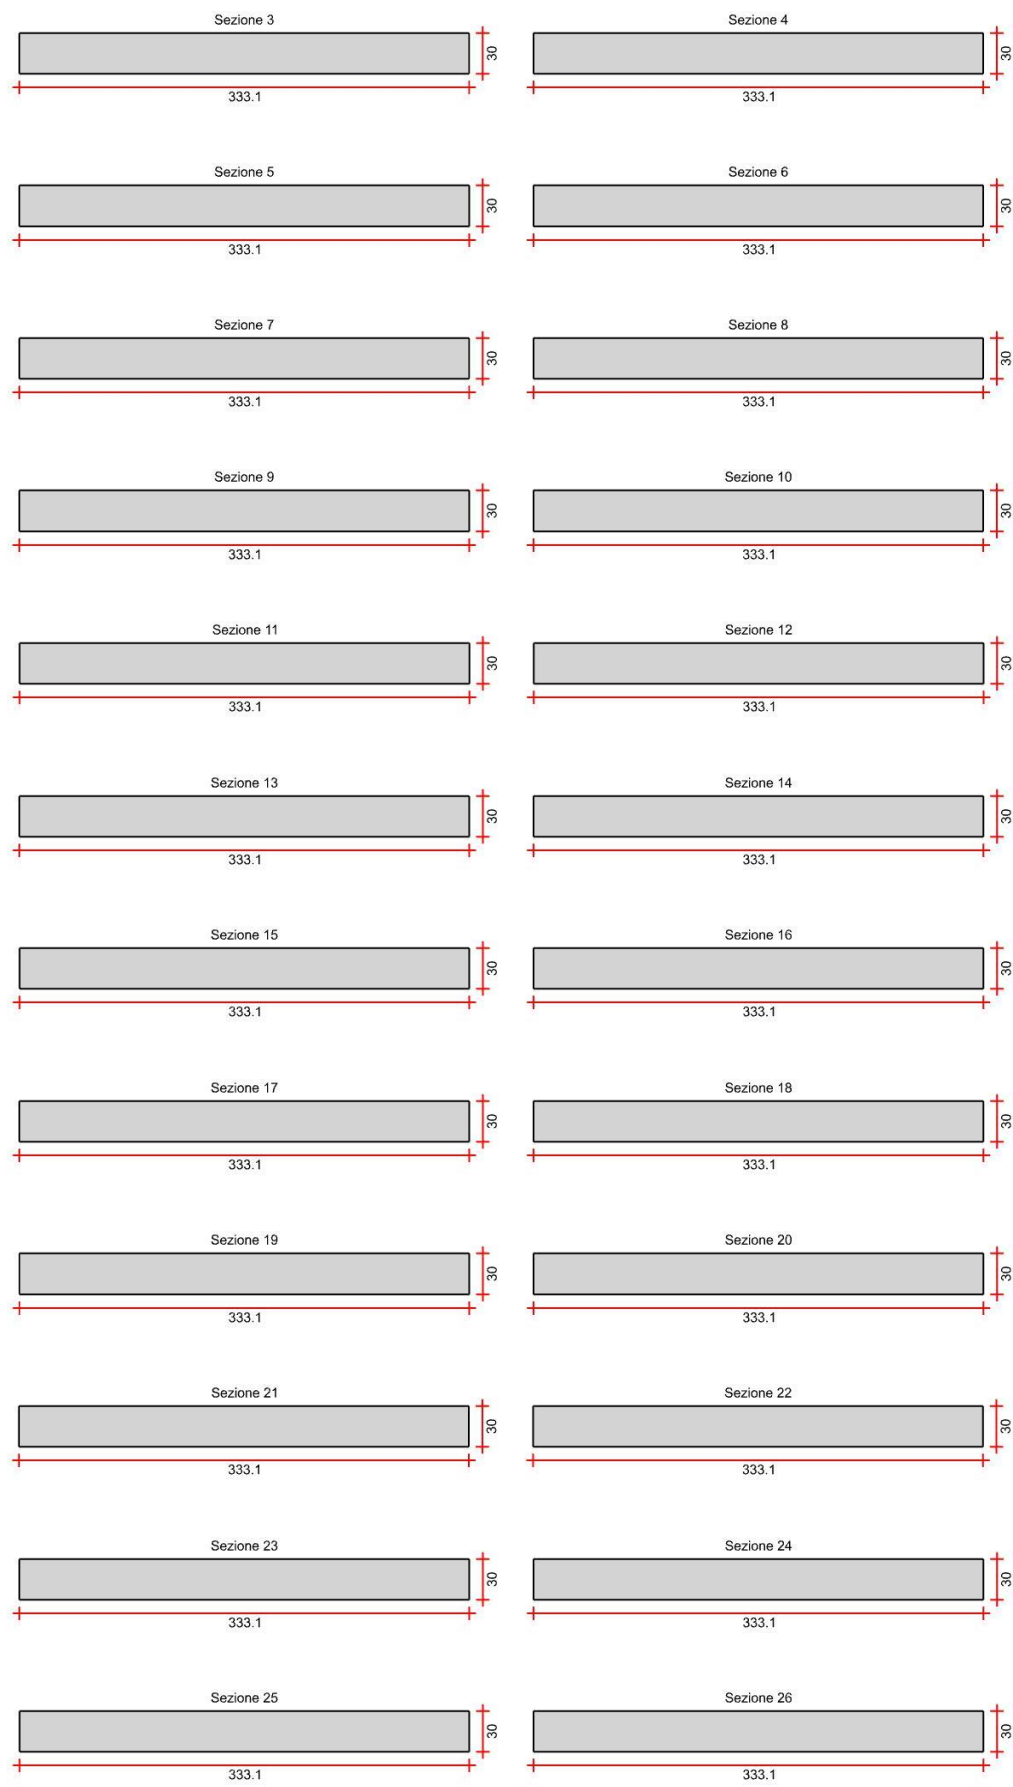 Sezione 3
30
333.1
Sezione 4
30
333.1
Sezione 5
30
333.1
Sezione 6
30
333.1
Sezione 7
30
333.1
Sezione 8
30
333.1
Sezione 9
30
333.1
Sezione 10
30
333.1
Sezione 11
30
333.1
Sezione 12
30
333.1
Sezione 13
30
333.1
Sezione 14
30
333.1
Sezione 15
30
333.1
Sezione 16
30
333.1
Sezione 17
30
333.1
Sezione 18
30
333.1
Sezione 19
30
333.1
Sezione 20
30
333.1
Sezione 21
30
333.1
Sezione 22
30
333.1
Sezione 23
30
333.1
Sezione 24
30
333.1
Sezione 25
30
333.1
Sezione 26
30
333.1